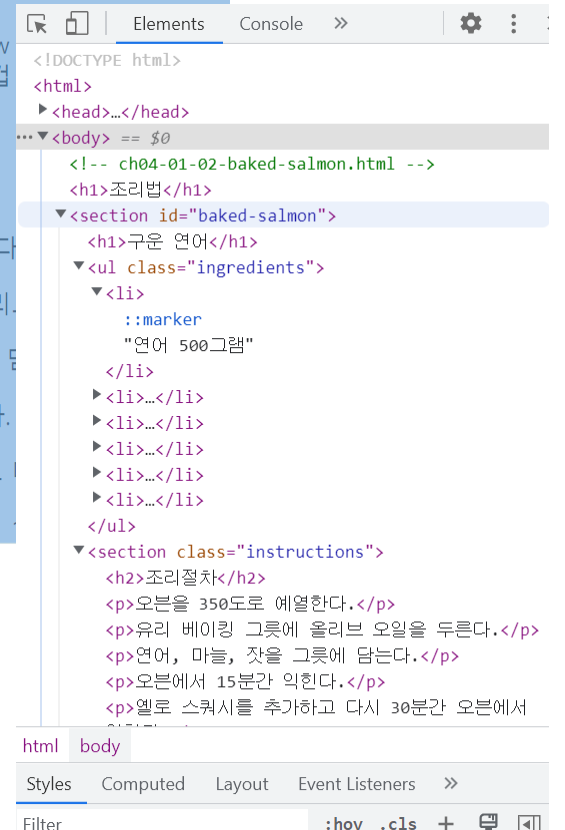 Elements Console »
<!DOCTYPE html>
<html>
<head>…</head>
<body> == $0
<!-- ch04-01-02-baked-salmon.html -->
<h1>조리법</h1>
<section id="baked-salmon">
<h1>구운 연어</h1>
<ul class="ingredients">
<li>
::marker
"연어 500그램"
</li>
<li>…</li>
<li>…</li>
<li>…</li>
<li>…</li>
<li>…</li>
</ul>
<section class="instructions">
<h2>조리절차</h2>
<p>오븐을 350도로 예열한다.</p>
<p>유리 베이킹 그릇에 올리브 오일을 두른다.</p>
<p>연어, 마늘, 잣을 그릇에 담는다.</p>
<p>오븐에서 15분간 익힌다.</p>
<p>옐로 스쿼시를 추가하고 다시 30분간 오븐에서
html body
Styles Computed Layout Event Listeners »
Filter :hov .cls +